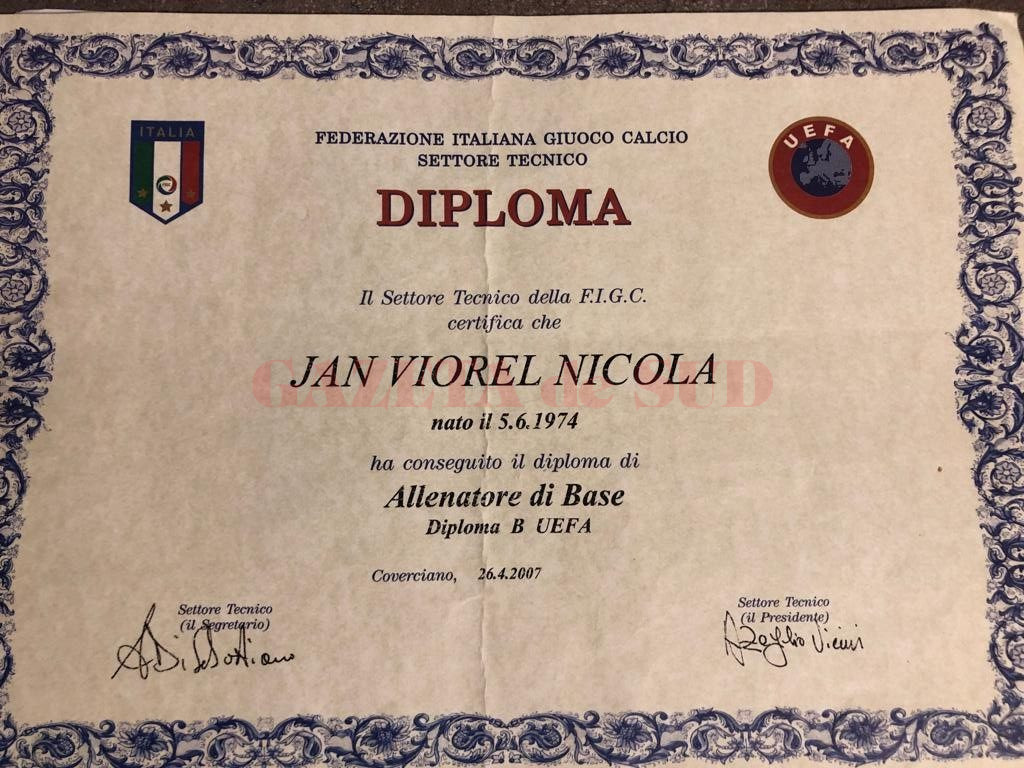 ITALIA
UEFA
FEDERAZIONE ITALIANA GIUOCO CALCIO
SETTORE TECNICO
DIPLOMA
Il Settore Tecnico della F.I.G.C.
certifica che
JAN VIOREL NICOLA
GAZETA de SUD
nato il 5.6.1974
ha conseguito il diploma di
Allenatore di Base
Diploma B UEFA
Coverciano, 26.4.2007
Settore Tecnico
(il Segretario)
Settore Tecnico
(il Presidente)
Azeglio Vicini